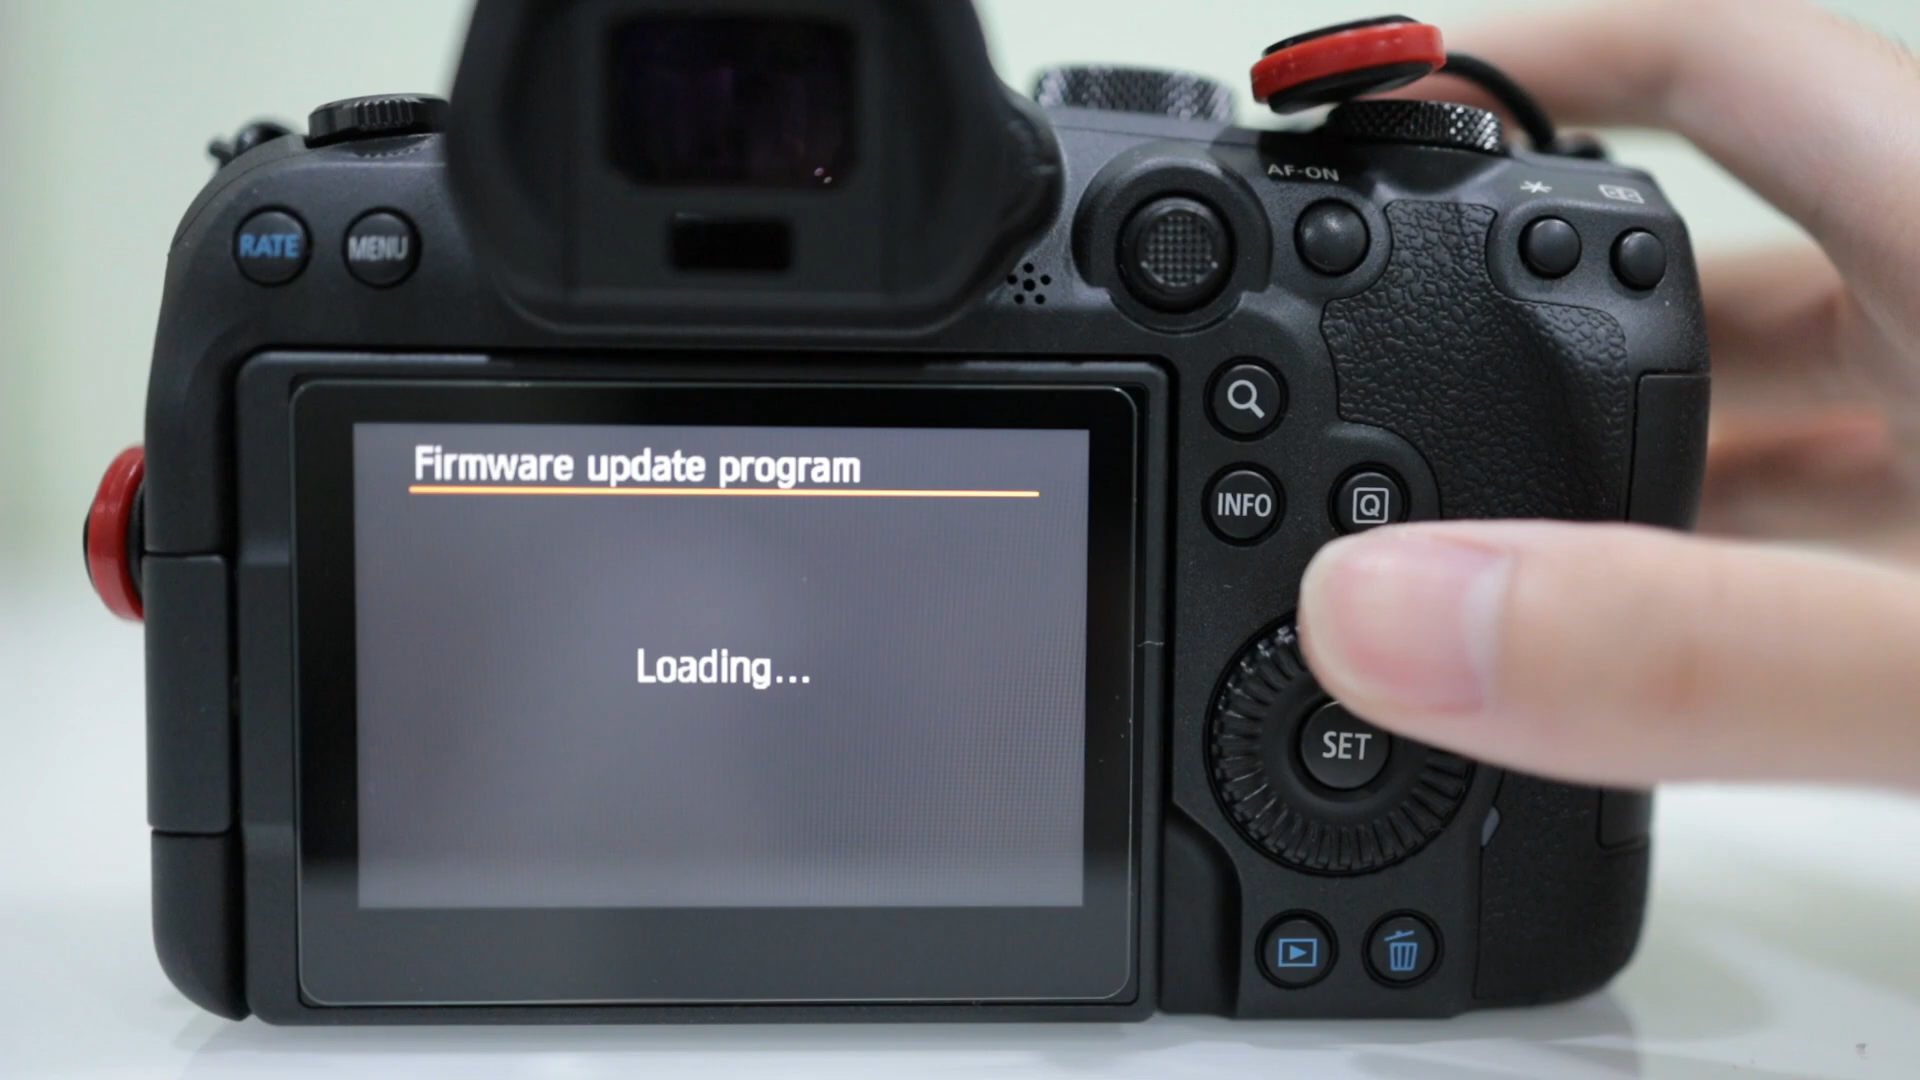 AF-ON
RATE
MENU
Firmware update program
INFO
Q
Loading...
SET